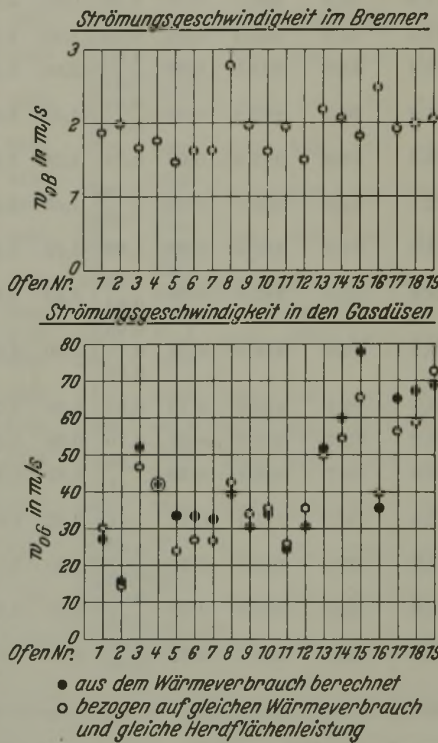 Strömungsgeschwindigkeit im Brenner
3
2
1
0
w₀B in m/s
Ofen Nr. 1 2 3 4 5 6 7 8 9 10 11 12 13 14 15 16 17 18 19
Strömungsgeschwindigkeit in den Gasdüsen
80
70
60
50
40
30
20
10
0
w₀G in m/s
Ofen Nr. 1 2 3 4 5 6 7 8 9 10 11 12 13 14 15 16 17 18 19
● aus dem Wärmeverbrauch berechnet
○ bezogen auf gleichen Wärmeverbrauch
und gleiche Herdflächenleistung